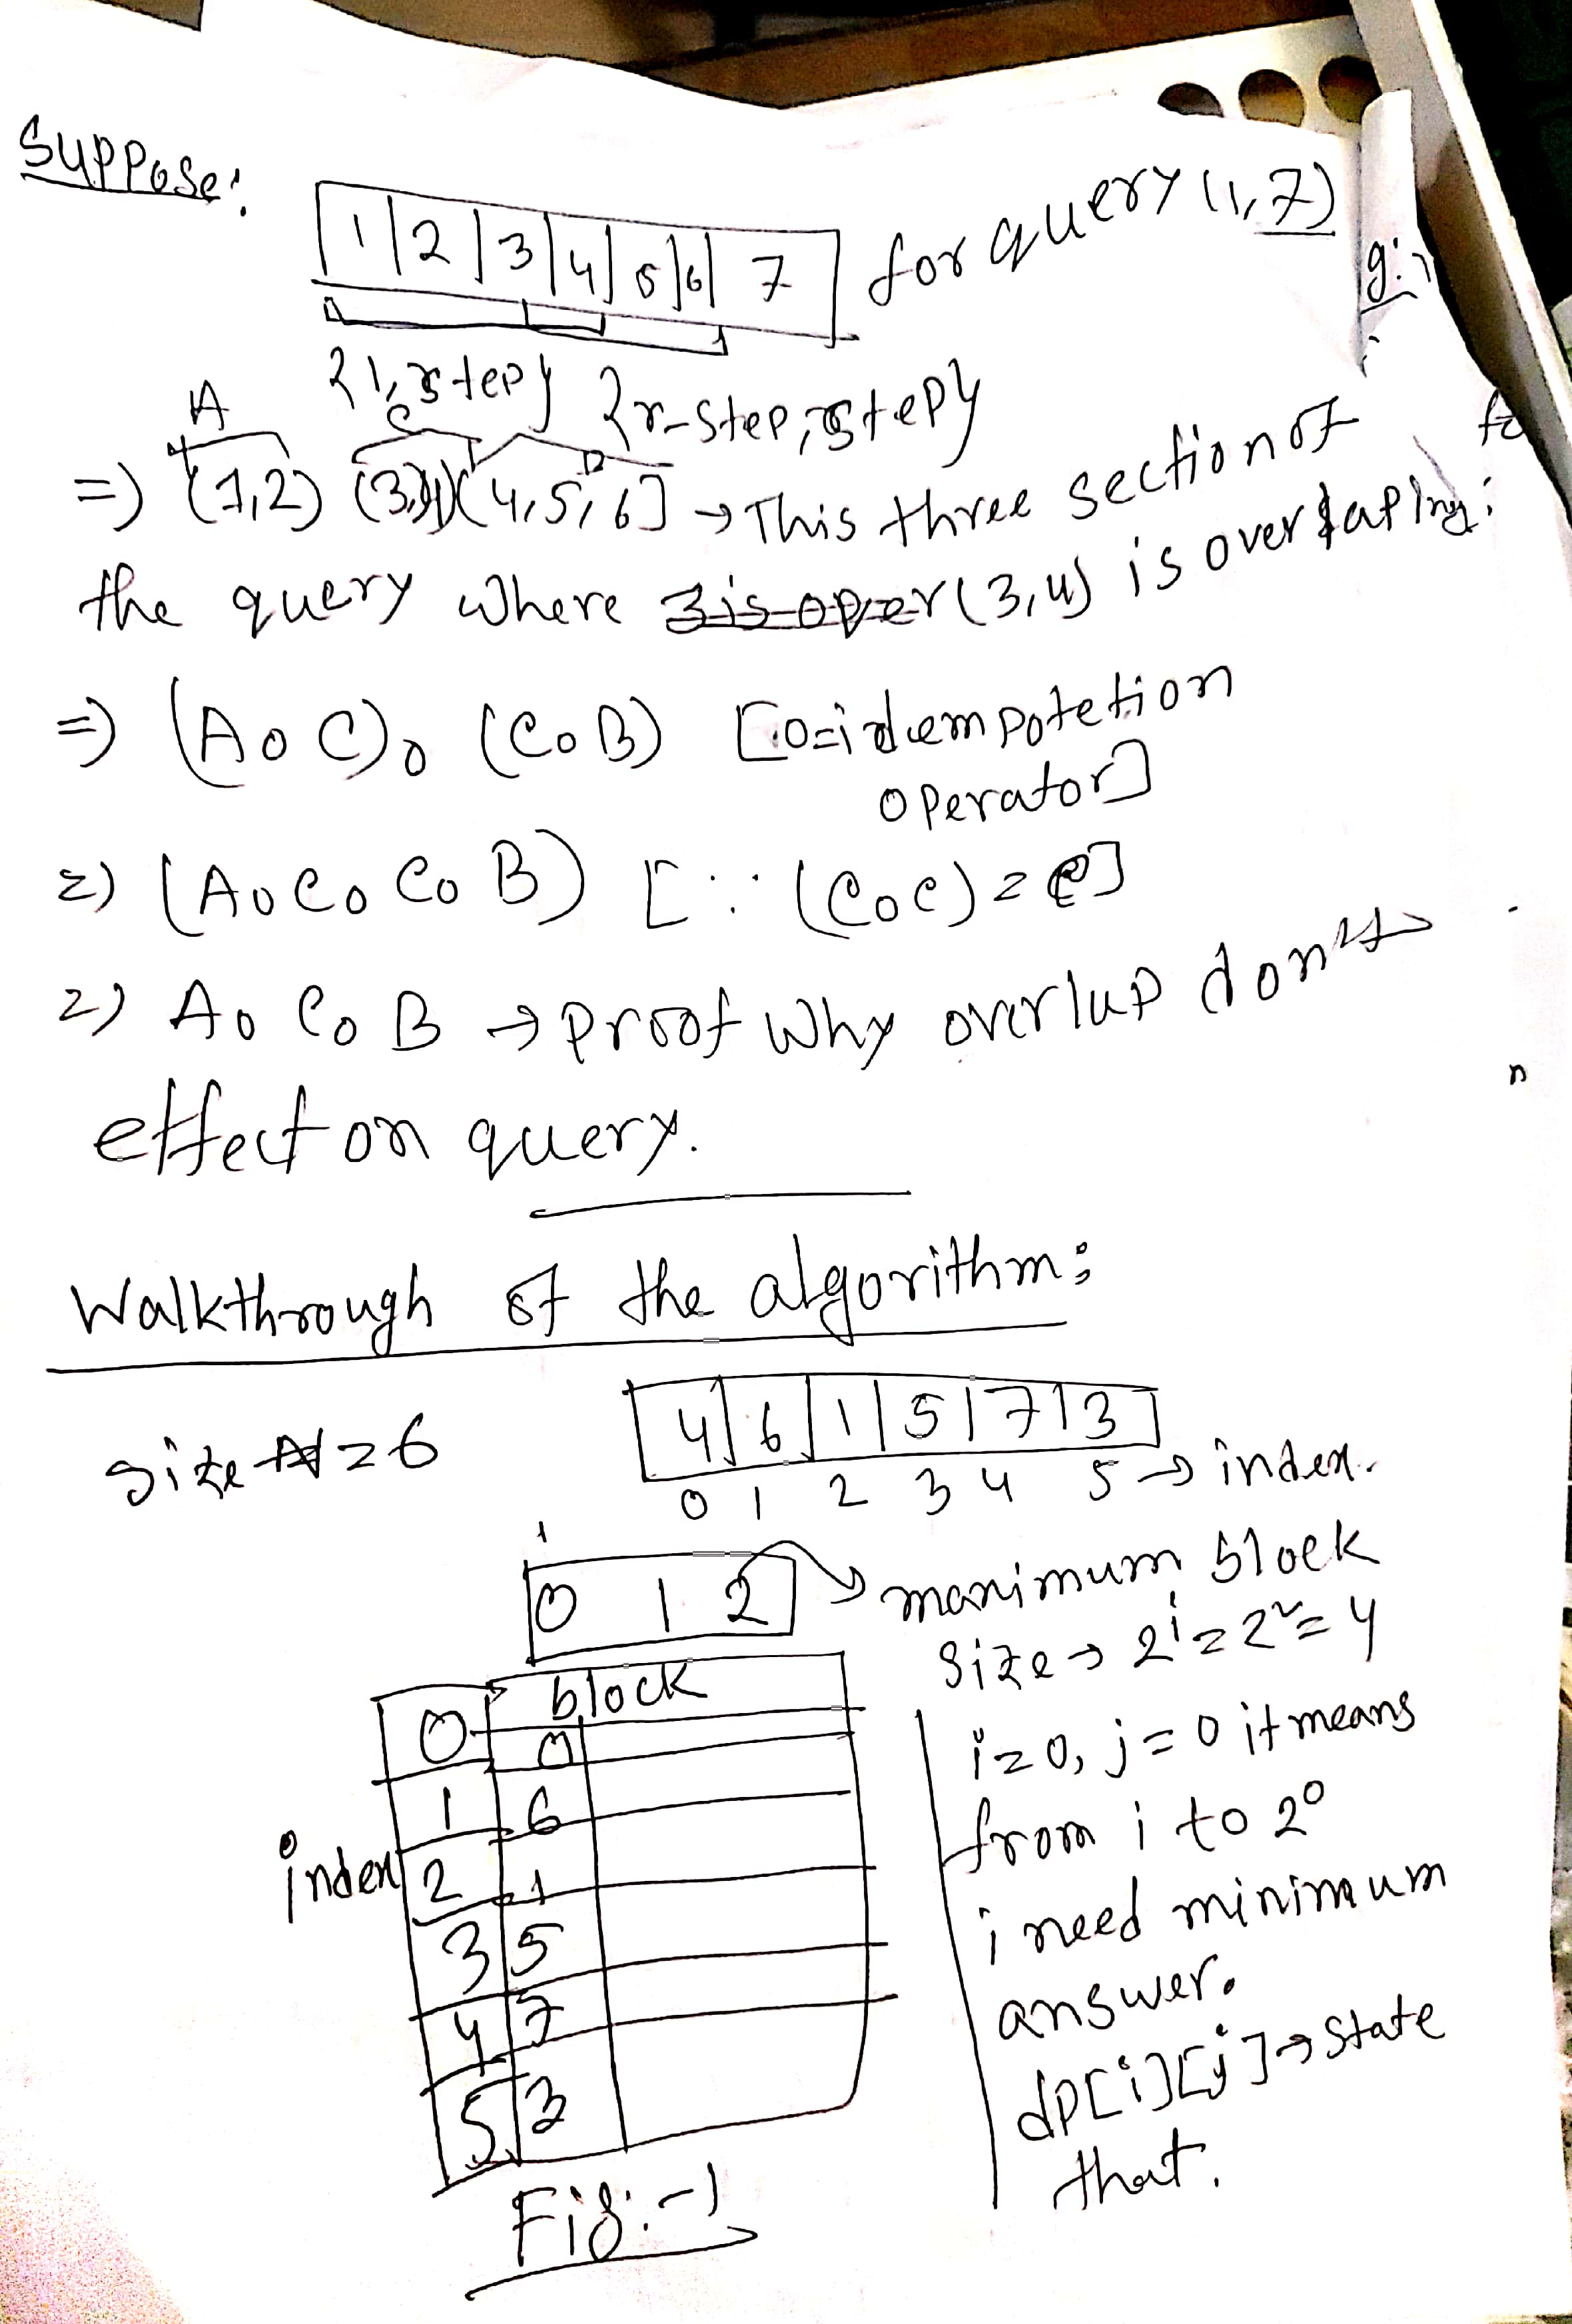 Suppose:
1 2 3 4 5 6 7 for query (1,7)
g:
{1, step} {r-step, step}
A C B
=) (1,2) (3,4) (4,5,6] → This three section of
the query where 3 is over (3,4) is overlaping:
=) (A o C) o (C o B) [o=idempotetion
operator]
=) (A o C o C o B) [∵ (C o C) = C]
=) A o C o B → Proof why overlup don't
n
effect on query.
Walkthrough of the algorithm:
size N = 6
4 6 1 5 7 3
0 1 2 3 4 5 → index.
0 1 2 → maximum block
size → 2^i = 2^2 = 4
block
0 0
1 6
index 2 1
3 5
4 7
5 3
i=0, j=0 it means
from i to 2^0
i need minimum
answer.
dp[i][j] → State
that.
Fig:-1